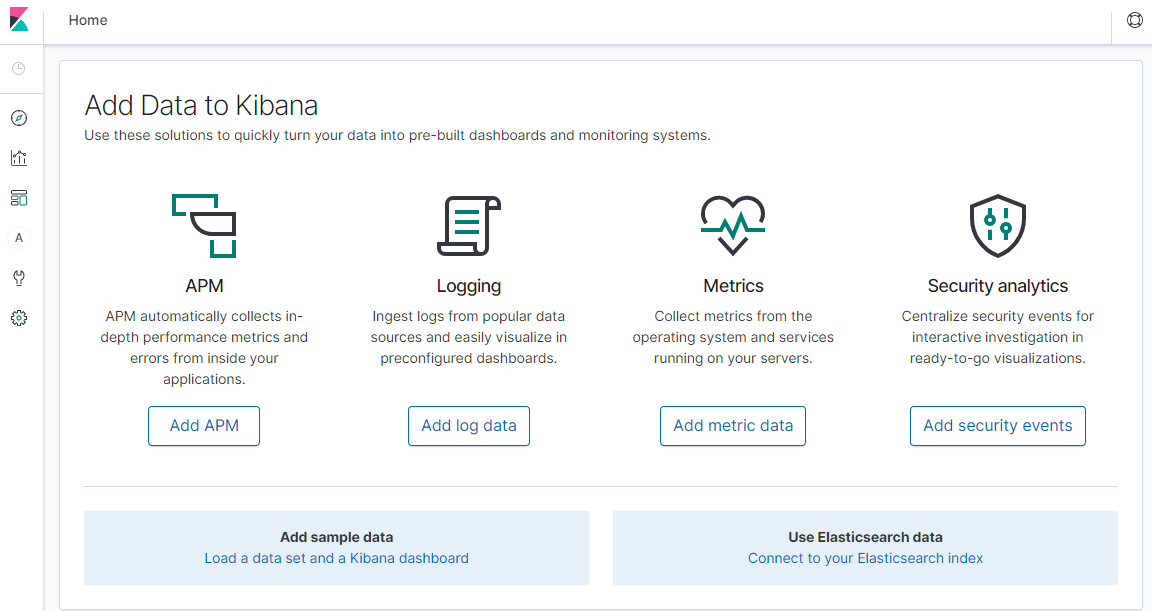 Home
A
Add Data to Kibana
Use these solutions to quickly turn your data into pre-built dashboards and monitoring systems.
APM
APM automatically collects in-
depth performance metrics and
errors from inside your
applications.
Add APM
Logging
Ingest logs from popular data
sources and easily visualize in
preconfigured dashboards.
Add log data
Metrics
Collect metrics from the
operating system and services
running on your servers.
Add metric data
Security analytics
Centralize security events for
interactive investigation in
ready-to-go visualizations.
Add security events
Add sample data
Load a data set and a Kibana dashboard
Use Elasticsearch data
Connect to your Elasticsearch index